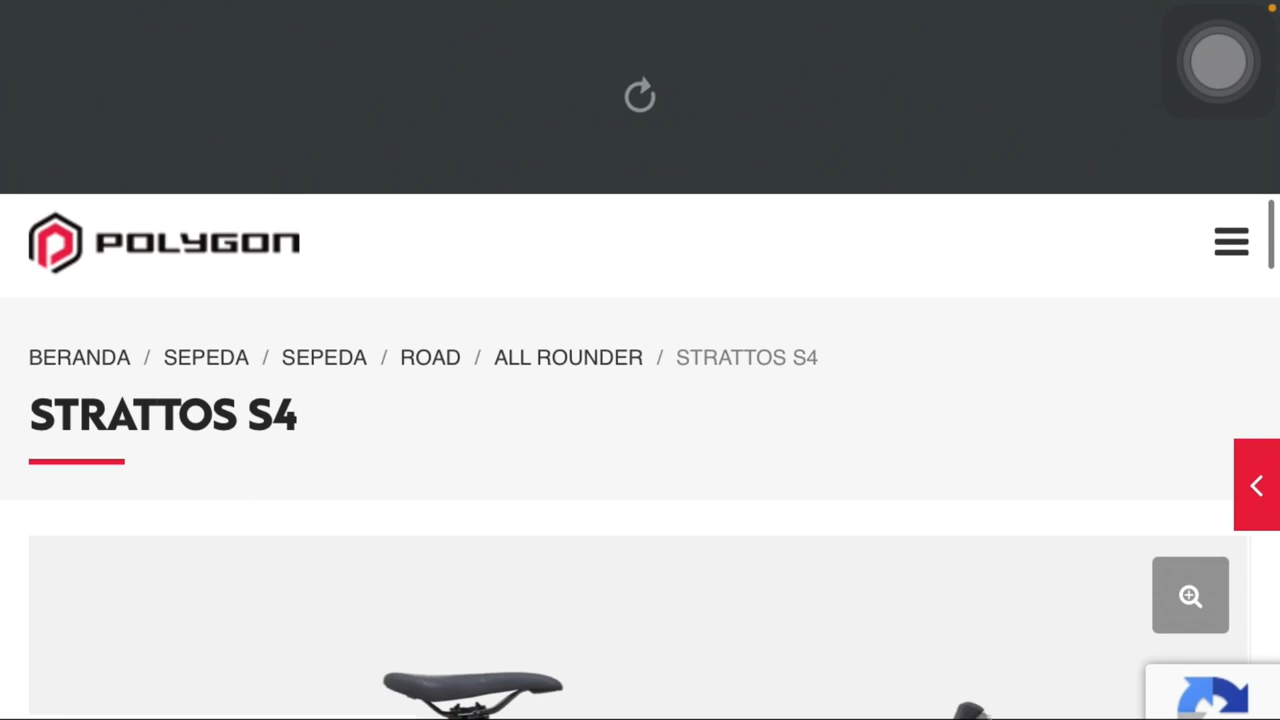 POLYGON
BERANDA / SEPEDA / SEPEDA / ROAD / ALL ROUNDER / STRATTOS S4
STRATTOS S4